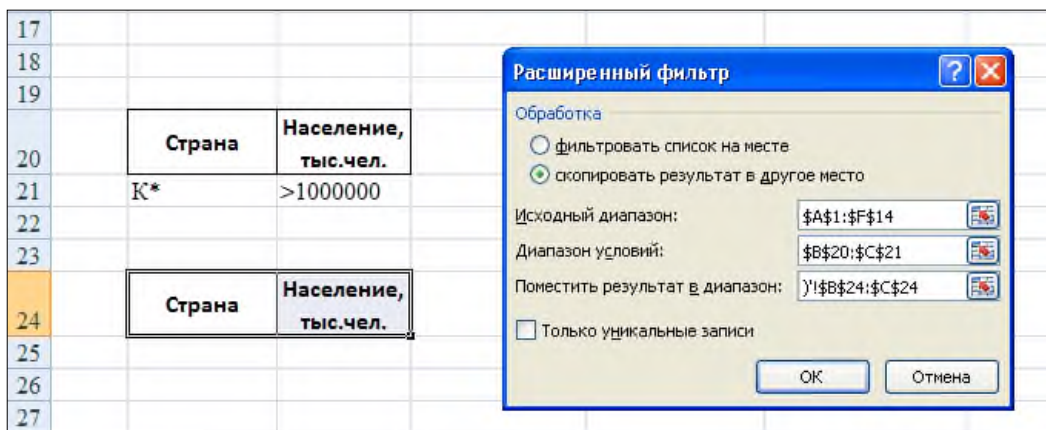 17
18
19
20
Страна
Население,
тыс.чел.
21
К*
>1000000
22
23
24
Страна
Население,
тыс.чел.
25
26
27
Расширенный фильтр
Обработка
фильтровать список на месте
скопировать результат в другое место
Исходный диапазон: $A$1:$F$14
Диапазон условий: $B$20:$C$21
Поместить результат в диапазон: )'!$B$24:$C$24
Только уникальные записи
ОК Отмена